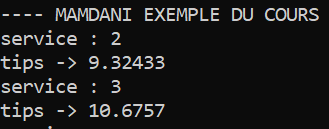 ---- MAMDANI EXEMPLE DU COURS
service : 2
tips -> 9.32433
service : 3
tips -> 10.6757